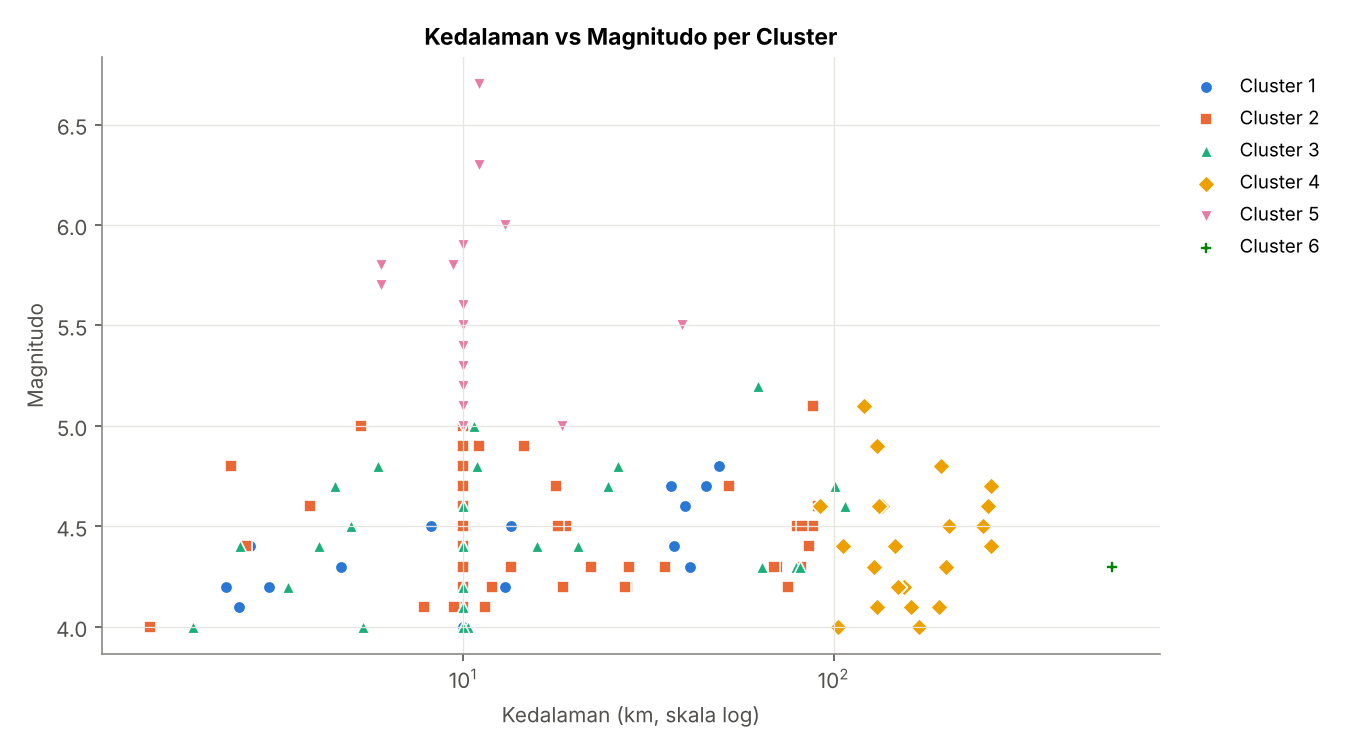 Kedalaman vs Magnitudo per Cluster
Cluster 1
Cluster 2
Cluster 3
Cluster 4
Cluster 5
Cluster 6
Magnitudo
6.5
6.0
5.5
5.0
4.5
4.0
10¹
10²
Kedalaman (km, skala log)